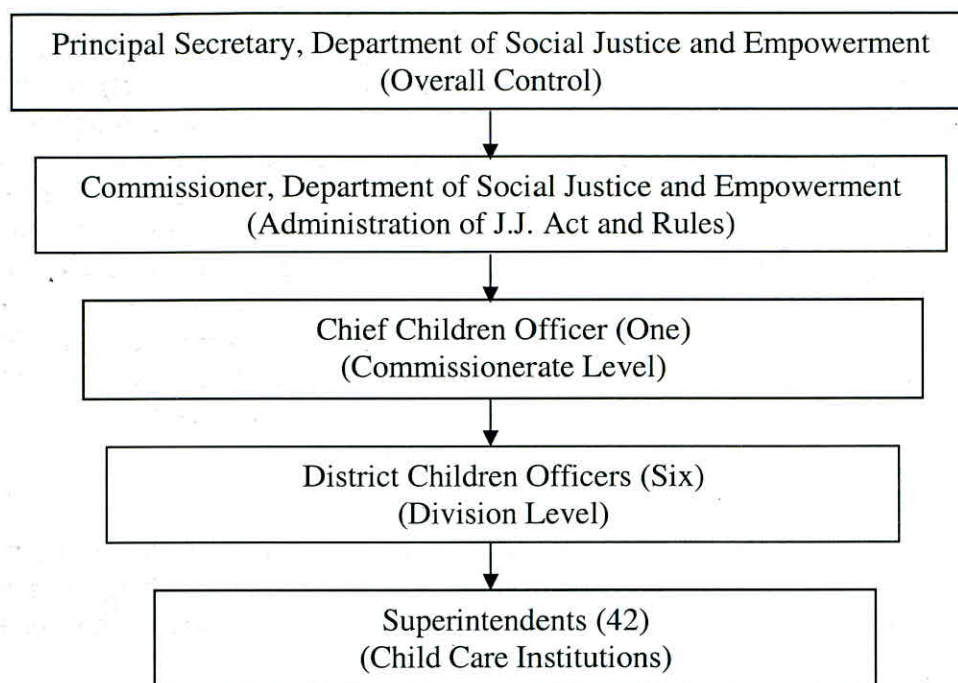 Principal Secretary, Department of Social Justice and Empowerment
(Overall Control)
Commissioner, Department of Social Justice and Empowerment
(Administration of J.J. Act and Rules)
Chief Children Officer (One)
(Commissionerate Level)
District Children Officers (Six)
(Division Level)
Superintendents (42)
(Child Care Institutions)